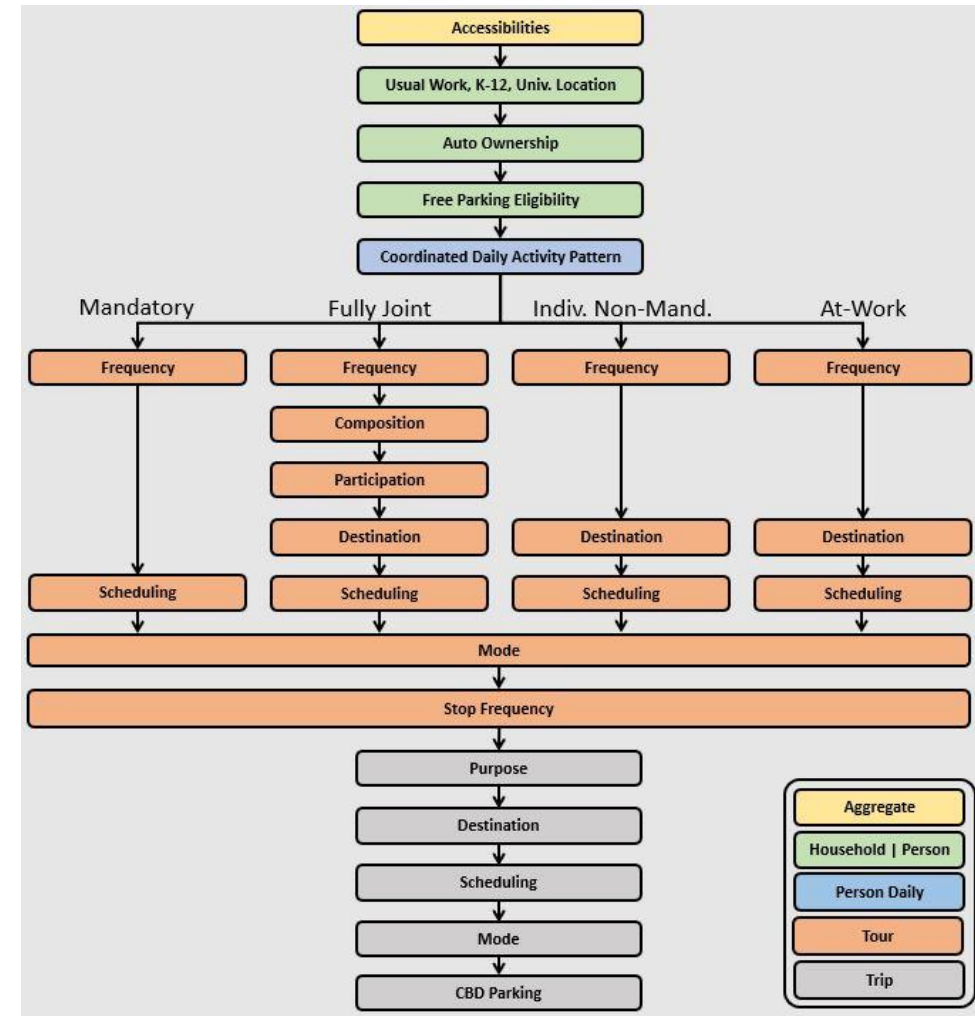 Accessibilities
Usual Work, K-12, Univ. Location
Auto Ownership
Free Parking Eligibility
Coordinated Daily Activity Pattern
Mandatory
Fully Joint
Indiv. Non-Mand.
At-Work
Frequency
Frequency
Frequency
Frequency
Composition
Participation
Destination
Destination
Destination
Scheduling
Scheduling
Scheduling
Scheduling
Mode
Stop Frequency
Purpose
Destination
Scheduling
Mode
CBD Parking
Aggregate
Household | Person
Person Daily
Tour
Trip